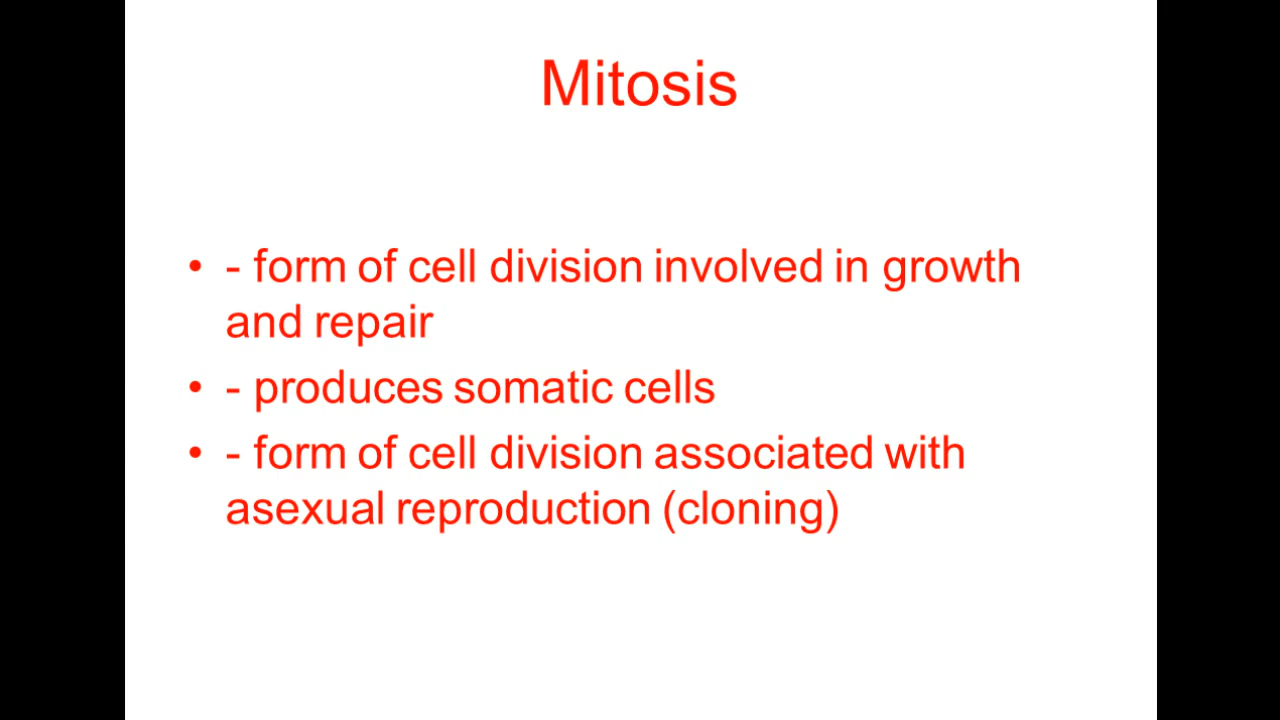 Mitosis
• - form of cell division involved in growth
and repair
• - produces somatic cells
• - form of cell division associated with
asexual reproduction (cloning)